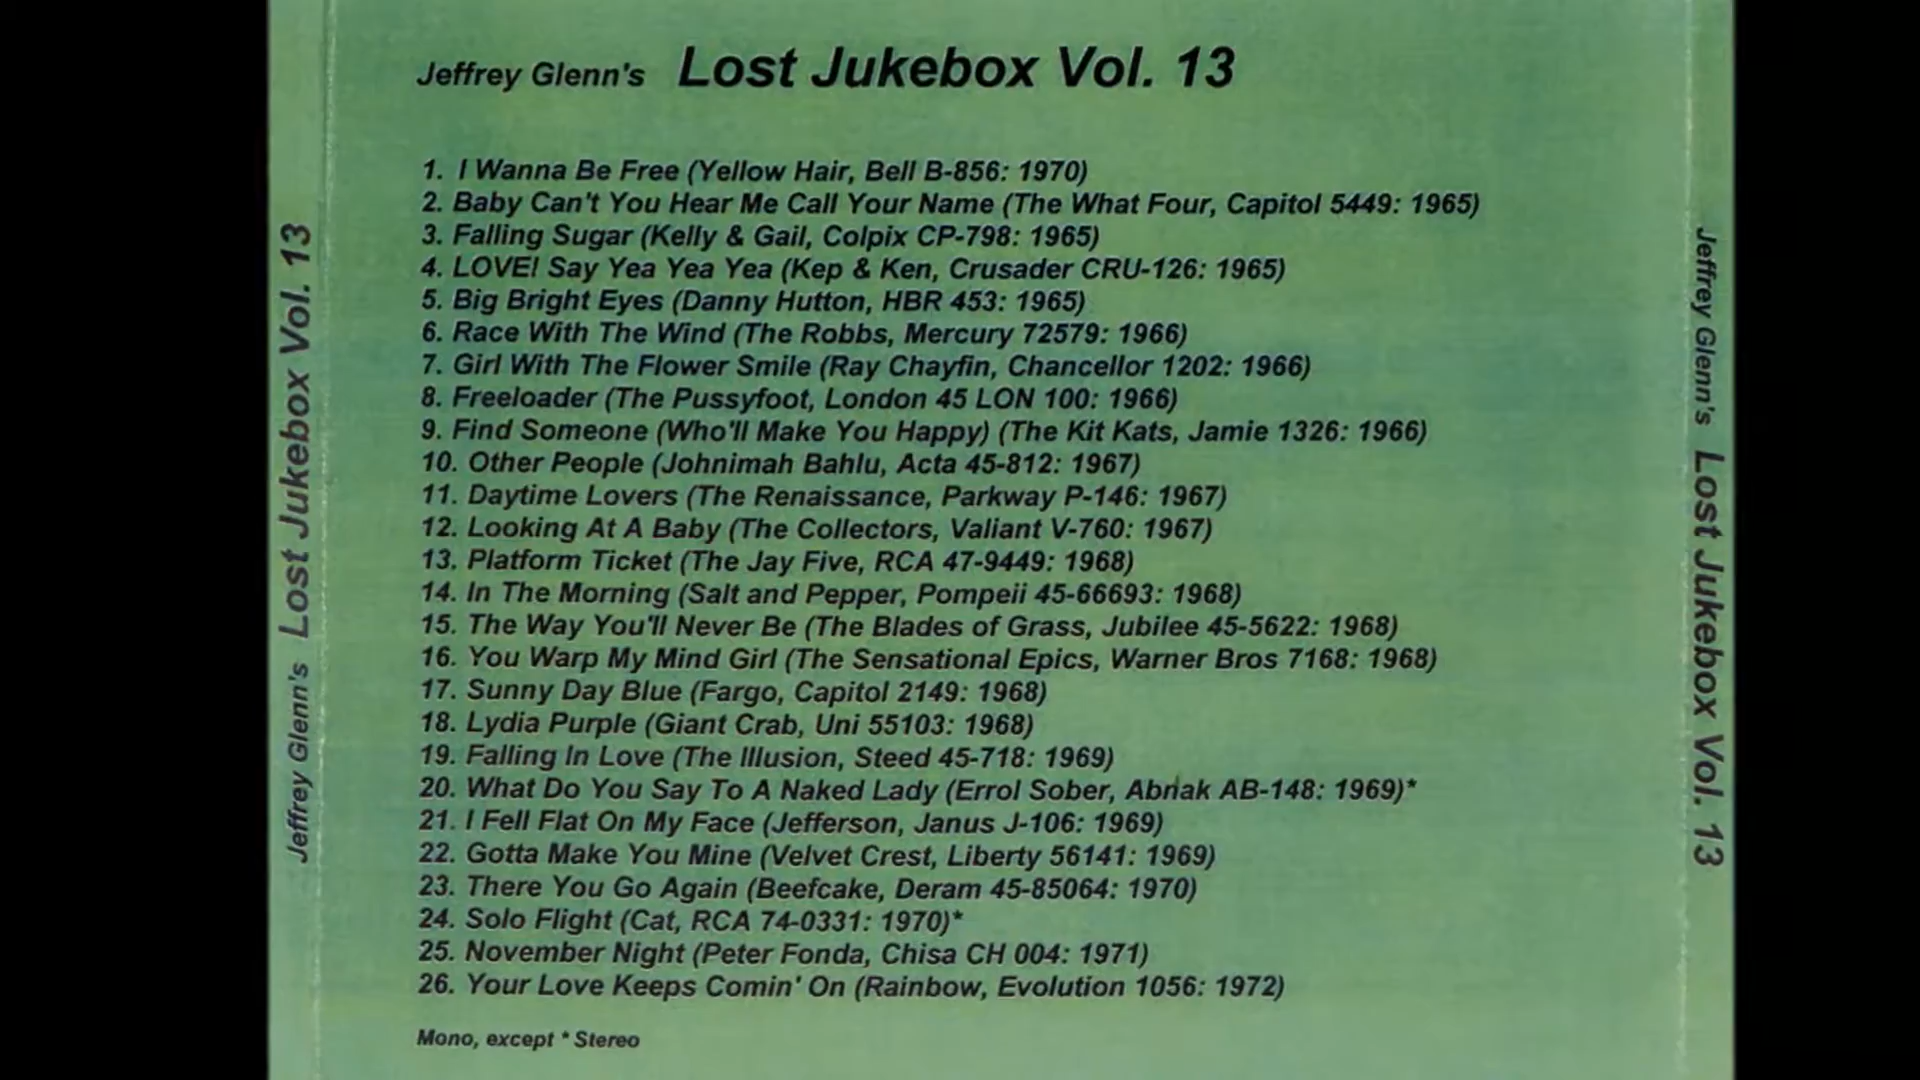 Jeffrey Glenn's Lost Jukebox Vol. 13
1. I Wanna Be Free (Yellow Hair, Bell B-856: 1970)
2. Baby Can't You Hear Me Call Your Name (The What Four, Capitol 5449: 1965)
3. Falling Sugar (Kelly & Gail, Colpix CP-798: 1965)
4. LOVE! Say Yea Yea Yea (Kep & Ken, Crusader CRU-126: 1965)
5. Big Bright Eyes (Danny Hutton, HBR 453: 1965)
6. Race With The Wind (The Robbs, Mercury 72579: 1966)
7. Girl With The Flower Smile (Ray Chayfin, Chancellor 1202: 1966)
8. Freeloader (The Pussyfoot, London 45 LON 100: 1966)
9. Find Someone (Who'll Make You Happy) (The Kit Kats, Jamie 1326: 1966)
10. Other People (Johnimah Bahlu, Acta 45-812: 1967)
11. Daytime Lovers (The Renaissance, Parkway P-146: 1967)
12. Looking At A Baby (The Collectors, Valiant V-760: 1967)
13. Platform Ticket (The Jay Five, RCA 47-9449: 1968)
14. In The Morning (Salt and Pepper, Pompeii 45-66693: 1968)
15. The Way You'll Never Be (The Blades of Grass, Jubilee 45-5622: 1968)
16. You Warp My Mind Girl (The Sensational Epics, Warner Bros 7168: 1968)
17. Sunny Day Blue (Fargo, Capitol 2149: 1968)
18. Lydia Purple (Giant Crab, Uni 55103: 1968)
19. Falling In Love (The Illusion, Steed 45-718: 1969)
20. What Do You Say To A Naked Lady (Errol Sober, Abnak AB-148: 1969)*
21. I Fell Flat On My Face (Jefferson, Janus J-106: 1969)
22. Gotta Make You Mine (Velvet Crest, Liberty 56141: 1969)
23. There You Go Again (Beefcake, Deram 45-85064: 1970)
24. Solo Flight (Cat, RCA 74-0331: 1970)*
25. November Night (Peter Fonda, Chisa CH 004: 1971)
26. Your Love Keeps Comin' On (Rainbow, Evolution 1056: 1972)
Mono, except * Stereo
Jeffrey Glenn's Lost Jukebox Vol. 13
Jeffrey Glenn's Lost Jukebox Vol. 13